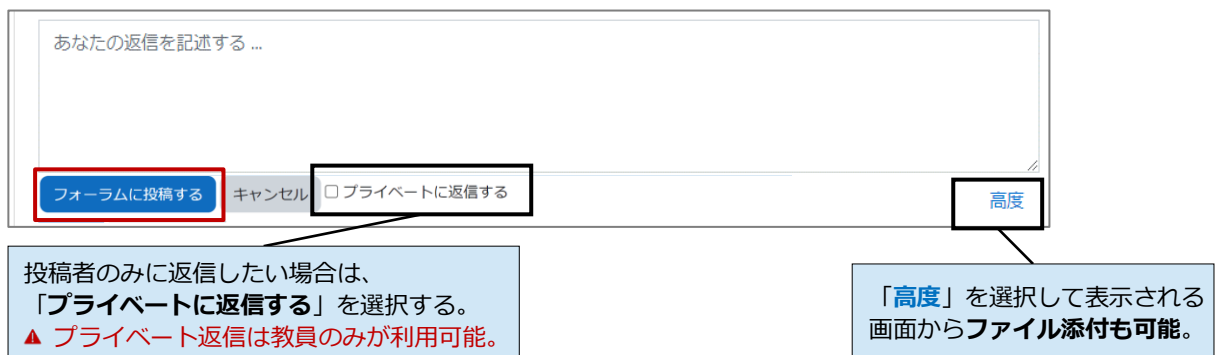 あなたの返信を記述する ...
フォーラムに投稿する キャンセル プライベートに返信する 高度
投稿者のみに返信したい場合は、
「プライベートに返信する」を選択する。
プライベート返信は教員のみが利用可能。
「高度」を選択して表示される
画面からファイル添付も可能。